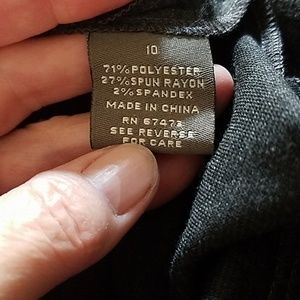 10
71% POLYESTER
27% SPUN RAYON
2% SPANDEX
MADE IN CHINA
RN 67473
SEE REVERSE
FOR CARE